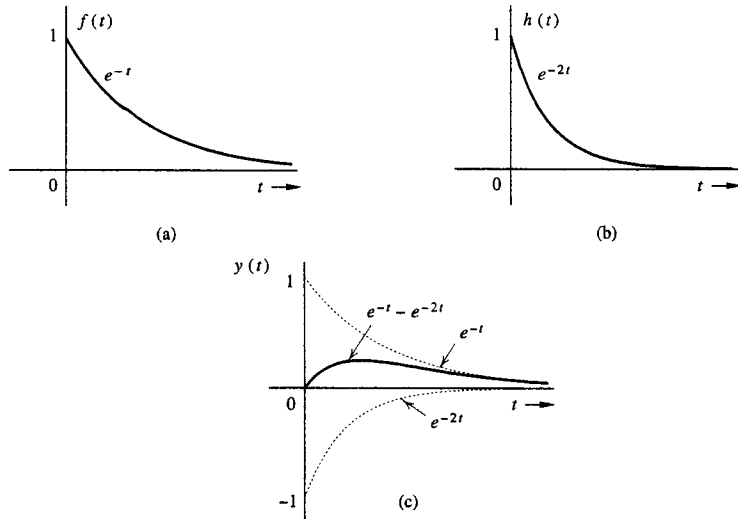 f(t)
1
e^{-t}
0
t →
(a)
h(t)
1
e^{-2t}
0
t →
(b)
y(t)
1
e^{-t} - e^{-2t}
e^{-t}
0
t →
e^{-2t}
-1
(c)